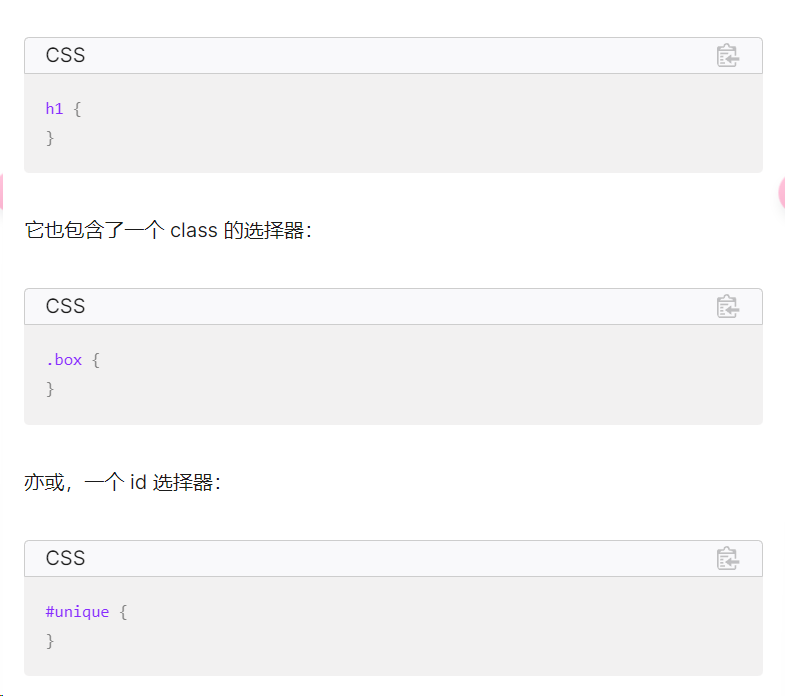 CSS
h1 {
}
它也包含了一个 class 的选择器：
CSS
.box {
}
亦或，一个 id 选择器：
CSS
#unique {
}